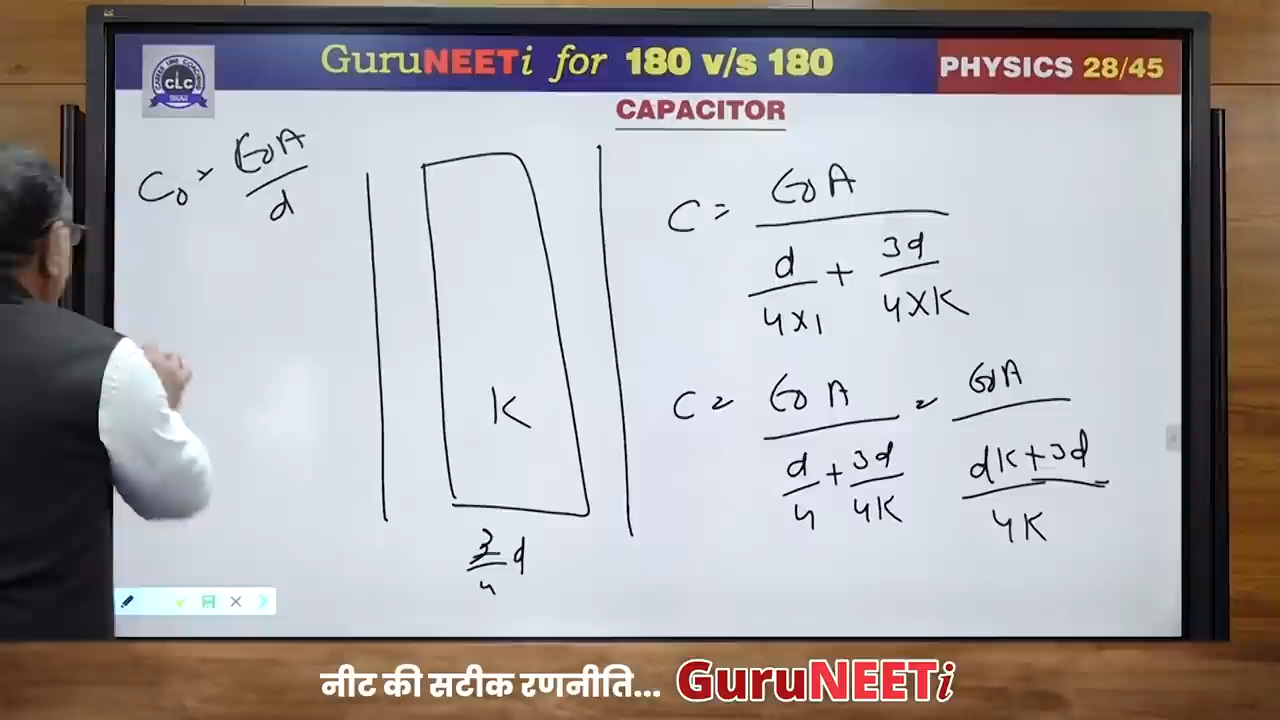 GuruNEETi for 180 v/s 180
PHYSICS 28/45
CLC
CAPACITOR
C₀ = ε₀A / d
K
3/4 d
C = ε₀A / (d/(4×1) + 3d/(4×K))
C = ε₀A / (d/4 + 3d/4K) = ε₀A / ((dK+3d)/4K)
नीट की सटीक रणनीति... GuruNEETi